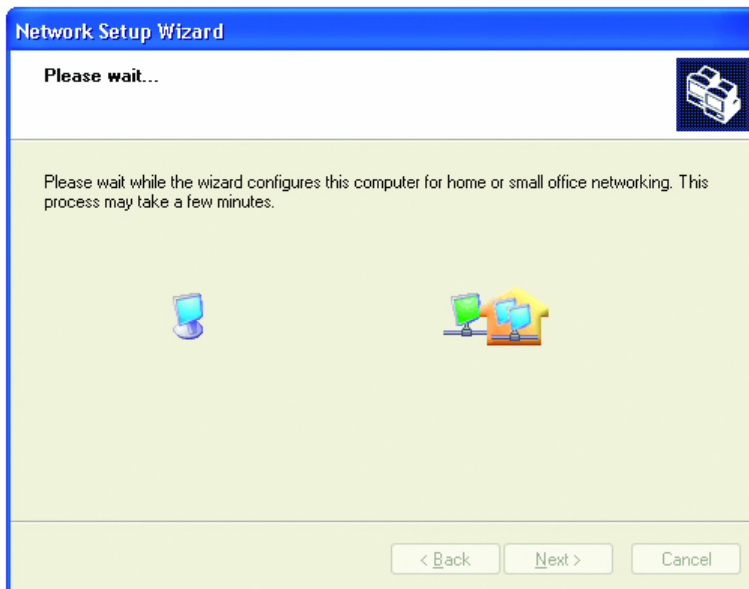 Network Setup Wizard
Please wait...
Please wait while the wizard configures this computer for home or small office networking. This
process may take a few minutes.
< Back Next > Cancel